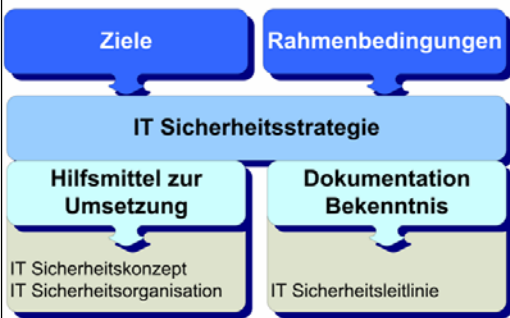 Ziele
Rahmenbedingungen
IT Sicherheitsstrategie
Hilfsmittel zur
Umsetzung
Dokumentation
Bekenntnis
IT Sicherheitskonzept
IT Sicherheitsorganisation
IT Sicherheitsleitlinie